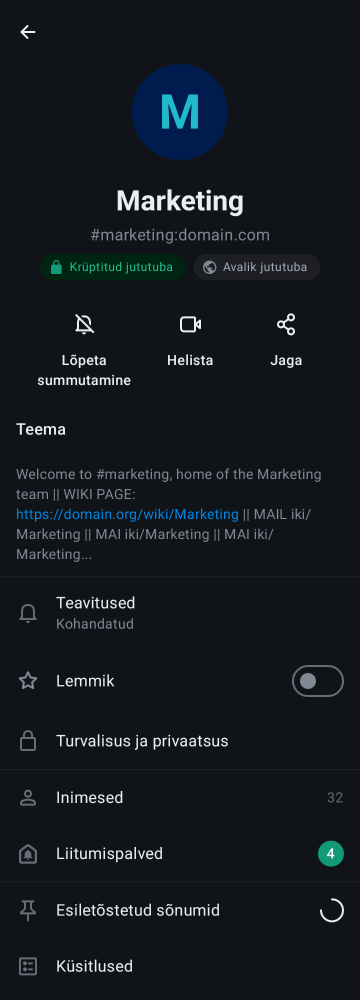 M
Marketing
#marketing:domain.com
Krüptitud jututuba
Avalik jututuba
Lõpeta
summutamine
Helista
Jaga
Teema
Welcome to #marketing, home of the Marketing
team || WIKI PAGE:
https://domain.org/wiki/Marketing || MAIL iki/
Marketing || MAI iki/Marketing || MAI iki/
Marketing...
Teavitused
Kohandatud
Lemmik
Turvalisus ja privaatsus
Inimesed 32
Liitumispalved 4
Esiletõstetud sõnumid
Küsitlused